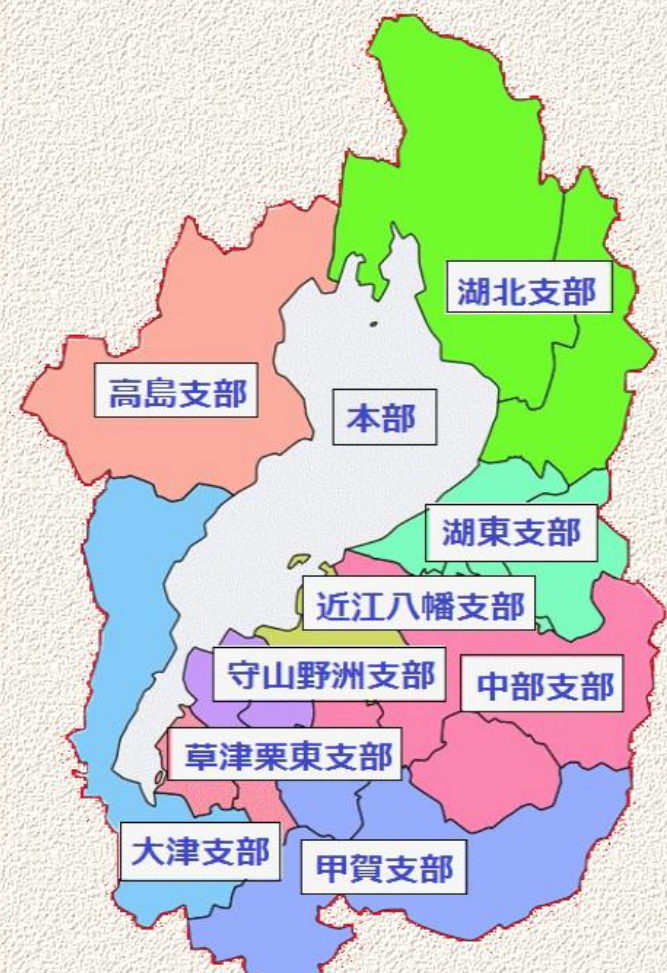 湖北支部
高島支部
本部
湖東支部
近江八幡支部
守山野洲支部
中部支部
草津栗東支部
大津支部
甲賀支部